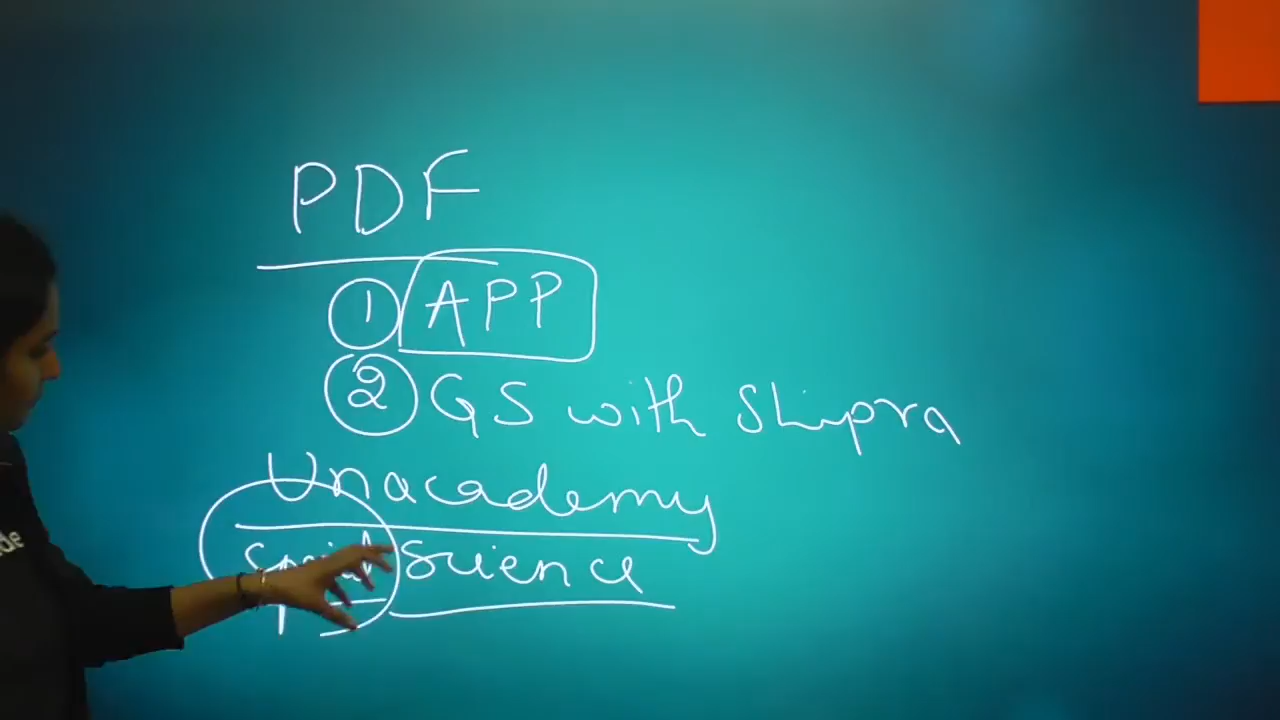 PDF
① APP
② GS with Shipra
Unacademy
Science